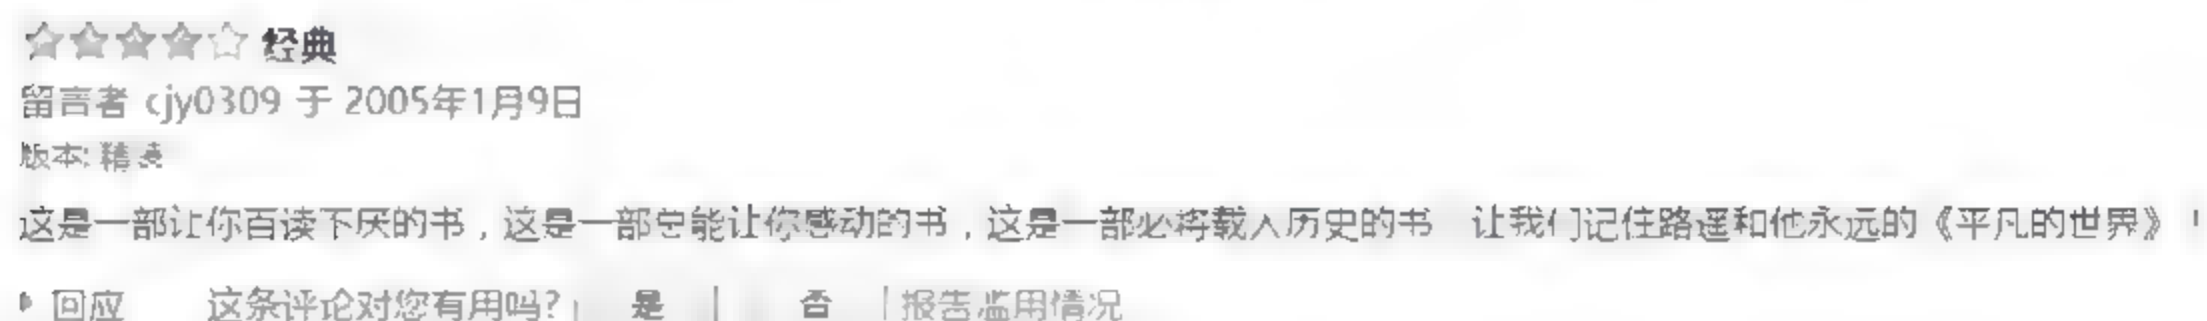 经典
留言者 cjy0309 于 2005年1月9日
版本: 精装
这是一部让你百读不厌的书，这是一部总能让你感动的书，这是一部必将载入历史的书 让我们记住路遥和他永远的《平凡的世界》！
回应 这条评论对您有用吗? 是 | 否 | 报告滥用情况